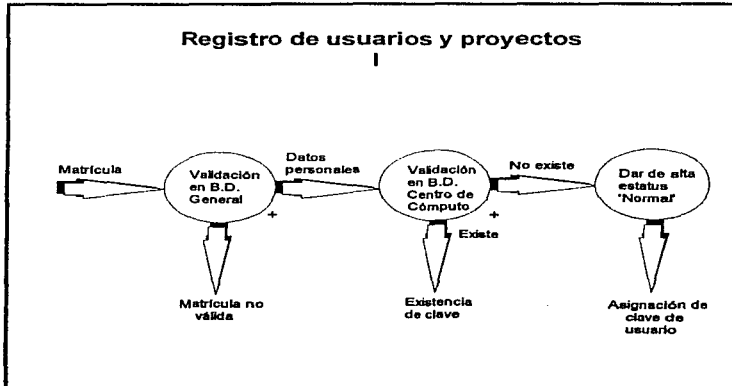 Registro de usuarios y proyectos
I
Matrícula
Validación
en B.D.
General
+
Datos
personales
Validación
en B.D.
Centro de
Cómputo
+
No existe
Dar de alta
estatus
'Normal'
Existe
Matrícula no
válida
Existencia
de clave
Asignación de
clave de
usuario